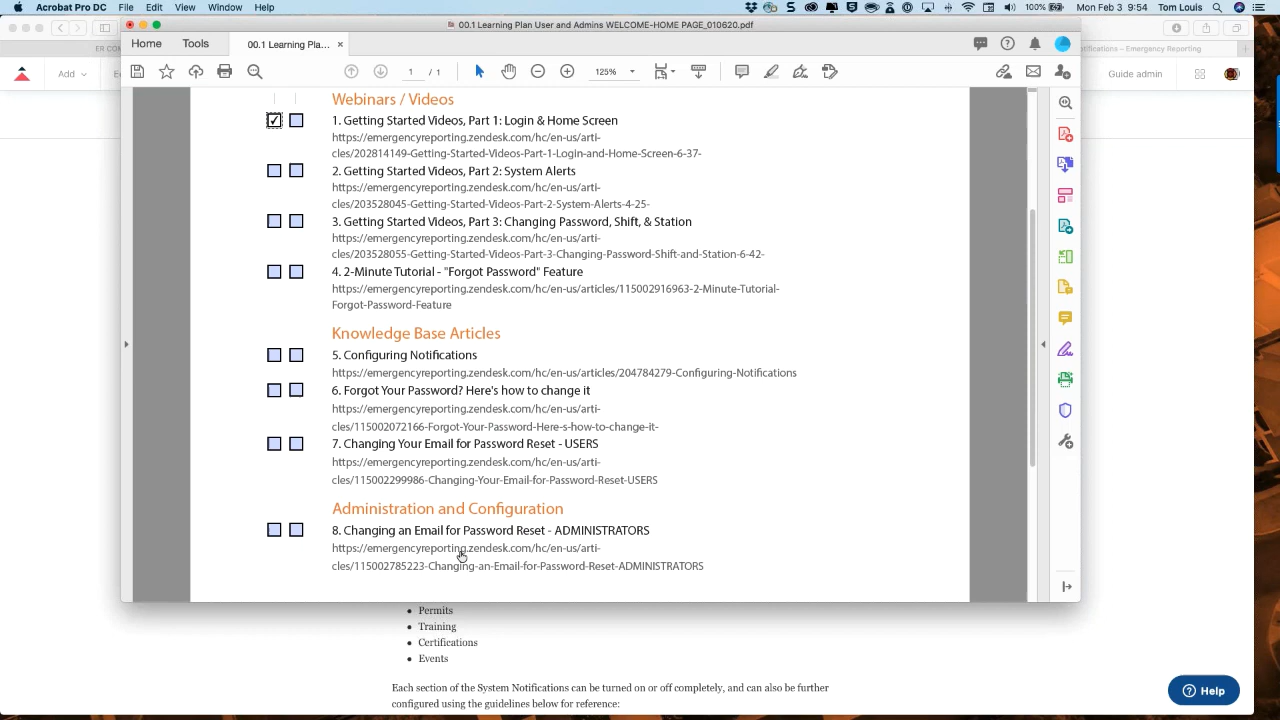 Acrobat Pro DC File Edit View Window Help 100% Mon Feb 3 9:54 Tom Louis
00.1 Learning Plan User and Admins WELCOME-HOME PAGE_010620.pdf
Home Tools 00.1 Learning Pla... ×
ER COM
otifications – Emergency Reporting
Add
Guide admin
1 / 1 125%
Webinars / Videos
1. Getting Started Videos, Part 1: Login & Home Screen
https://emergencyreporting.zendesk.com/hc/en-us/arti-
cles/202814149-Getting-Started-Videos-Part-1-Login-and-Home-Screen-6-37-
2. Getting Started Videos, Part 2: System Alerts
https://emergencyreporting.zendesk.com/hc/en-us/arti-
cles/203528045-Getting-Started-Videos-Part-2-System-Alerts-4-25-
3. Getting Started Videos, Part 3: Changing Password, Shift, & Station
https://emergencyreporting.zendesk.com/hc/en-us/arti-
cles/203528055-Getting-Started-Videos-Part-3-Changing-Password-Shift-and-Station-6-42-
4. 2-Minute Tutorial - "Forgot Password" Feature
https://emergencyreporting.zendesk.com/hc/en-us/articles/115002916963-2-Minute-Tutorial-
Forgot-Password-Feature
Knowledge Base Articles
5. Configuring Notifications
https://emergencyreporting.zendesk.com/hc/en-us/articles/204784279-Configuring-Notifications
6. Forgot Your Password? Here's how to change it
https://emergencyreporting.zendesk.com/hc/en-us/arti-
cles/115002072166-Forgot-Your-Password-Here-s-how-to-change-it-
7. Changing Your Email for Password Reset - USERS
https://emergencyreporting.zendesk.com/hc/en-us/arti-
cles/115002299986-Changing-Your-Email-for-Password-Reset-USERS
Administration and Configuration
8. Changing an Email for Password Reset - ADMINISTRATORS
https://emergencyreporting.zendesk.com/hc/en-us/arti-
cles/115002785223-Changing-an-Email-for-Password-Reset-ADMINISTRATORS
• Permits
• Training
• Certifications
• Events
Each section of the System Notifications can be turned on or off completely, and can also be further
configured using the guidelines below for reference:
Help